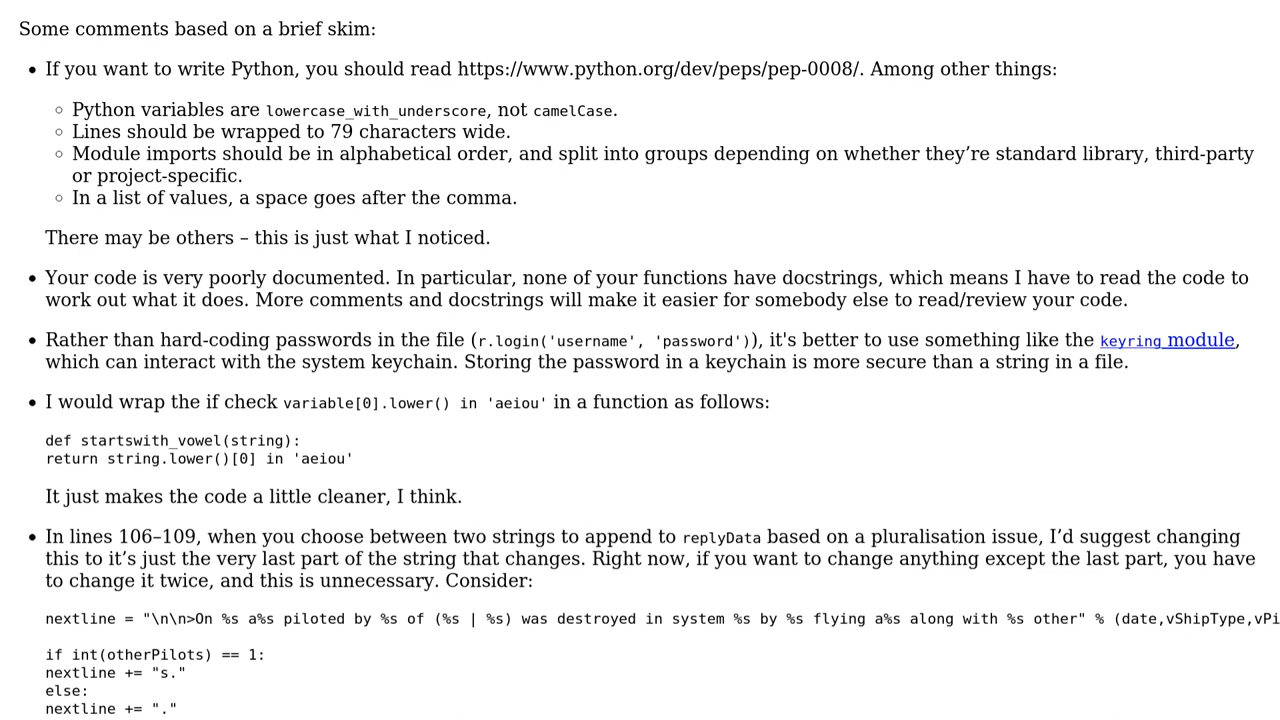 Some comments based on a brief skim:
• If you want to write Python, you should read https://www.python.org/dev/peps/pep-0008/. Among other things:
◦ Python variables are lowercase_with_underscore, not camelCase.
◦ Lines should be wrapped to 79 characters wide.
◦ Module imports should be in alphabetical order, and split into groups depending on whether they’re standard library, third-party
or project-specific.
◦ In a list of values, a space goes after the comma.
There may be others – this is just what I noticed.
• Your code is very poorly documented. In particular, none of your functions have docstrings, which means I have to read the code to
work out what it does. More comments and docstrings will make it easier for somebody else to read/review your code.
• Rather than hard-coding passwords in the file (r.login('username', 'password')), it's better to use something like the keyring module,
which can interact with the system keychain. Storing the password in a keychain is more secure than a string in a file.
• I would wrap the if check variable[0].lower() in 'aeiou' in a function as follows:
def startswith_vowel(string):
return string.lower()[0] in 'aeiou'
It just makes the code a little cleaner, I think.
• In lines 106–109, when you choose between two strings to append to replyData based on a pluralisation issue, I’d suggest changing
this to it’s just the very last part of the string that changes. Right now, if you want to change anything except the last part, you have
to change it twice, and this is unnecessary. Consider:
nextline = "\n\n>On %s a%s piloted by %s of (%s | %s) was destroyed in system %s by %s flying a%s along with %s other" % (date,vShipType,vPi
if int(otherPilots) == 1:
nextline += "s."
else:
nextline += "."